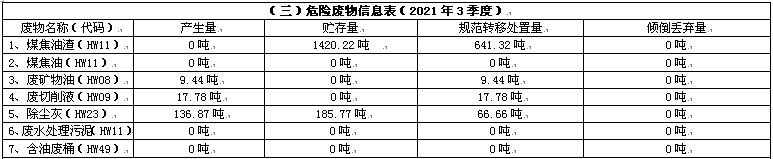 （三）危险废物信息表（2021年3季度）
废物名称（代码） 产生量 贮存量 规范转移处置量 倾倒丢弃量
1、煤焦油渣（HW11） 0吨 1420.22吨 641.32吨 0吨
2、煤焦油（HW11） 0吨 0吨 0吨 0吨
3、废矿物油（HW08） 9.44吨 0吨 9.44吨 0吨
4、废切削液（HW09） 17.78吨 0吨 17.78吨 0吨
5、除尘灰（HW23） 136.87吨 185.77吨 66.66吨 0吨
6、废水处理污泥（HW11） 0吨 0吨 0吨 0吨
7、含油废桶（HW49） 0吨 0吨 0吨 0吨